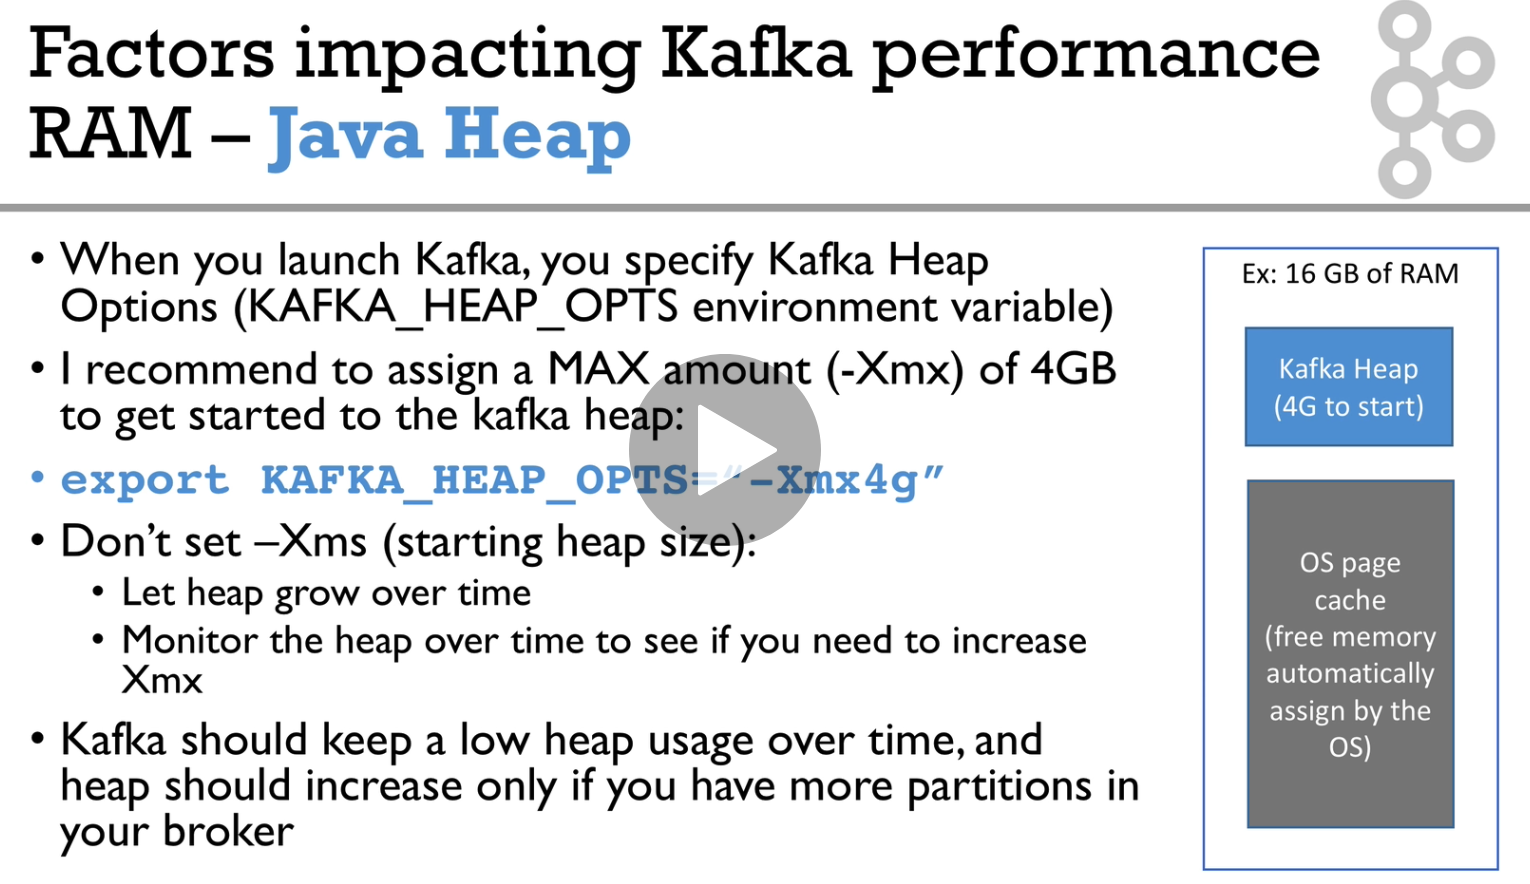 Factors impacting Kafka performance
RAM – Java Heap
• When you launch Kafka, you specify Kafka Heap
Options (KAFKA_HEAP_OPTS environment variable)
• I recommend to assign a MAX amount (-Xmx) of 4GB
to get started to the kafka heap:
• export KAFKA_HEAP_OPTS=“-Xmx4g”
• Don’t set –Xms (starting heap size):
• Let heap grow over time
• Monitor the heap over time to see if you need to increase
Xmx
• Kafka should keep a low heap usage over time, and
heap should increase only if you have more partitions in
your broker
Ex: 16 GB of RAM
Kafka Heap
(4G to start)
OS page
cache
(free memory
automatically
assign by the
OS)